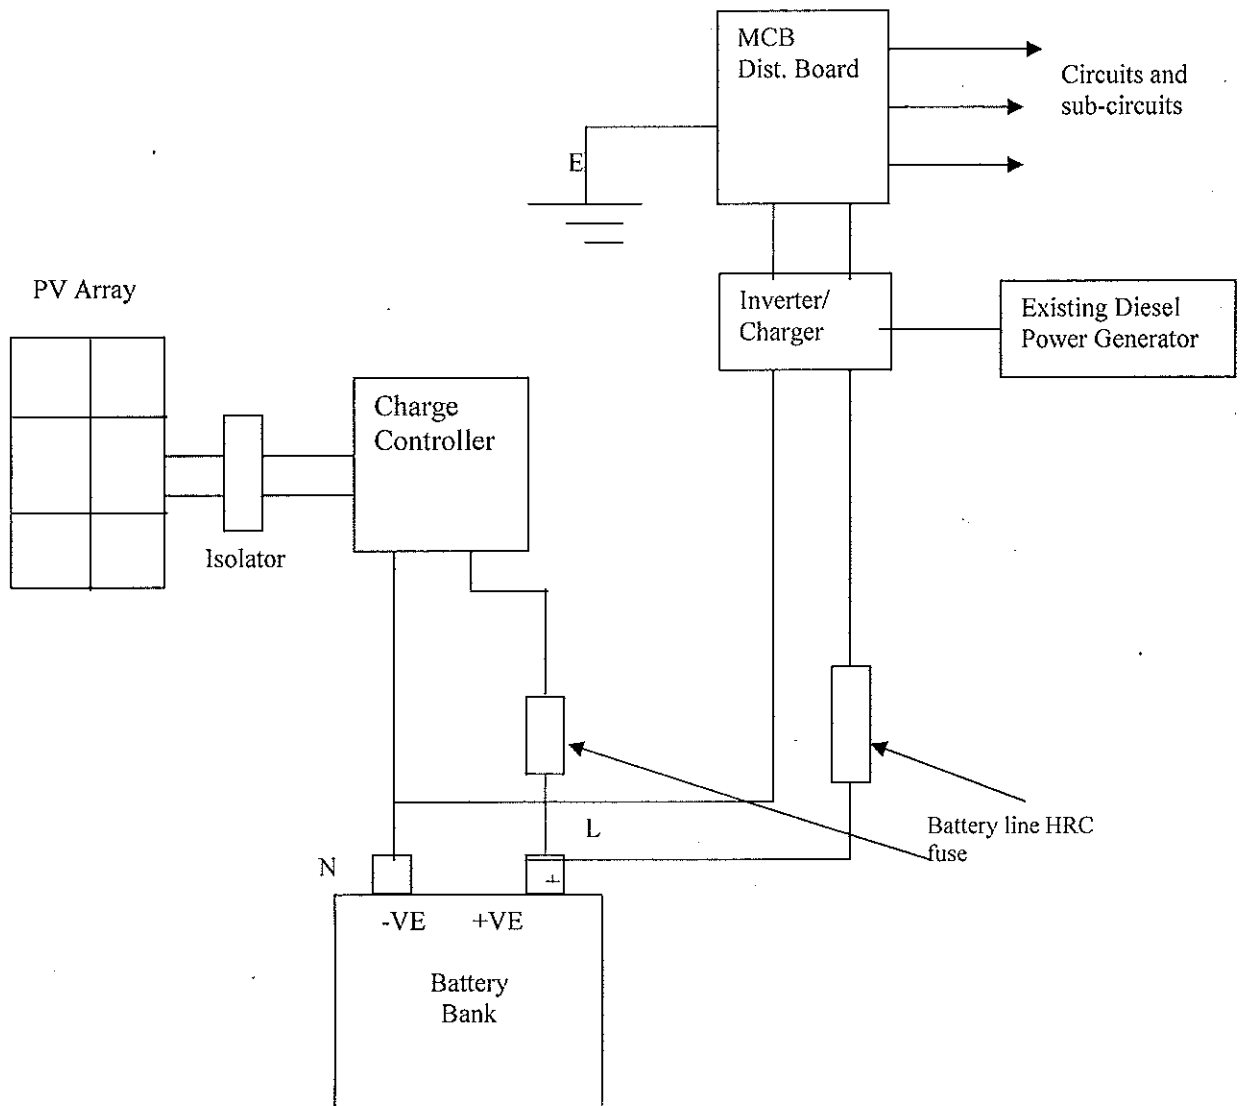 MCB
Dist. Board
Circuits and
sub-circuits
E
PV Array
Inverter/
Charger
Existing Diesel
Power Generator
Charge
Controller
Isolator
L
Battery line HRC
fuse
N
+
-VE
+VE
Battery
Bank